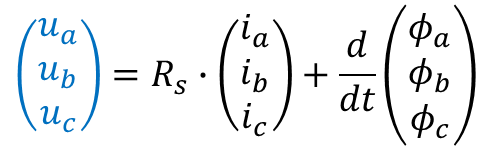 (u_a u_b u_c) = R_s · (i_a i_b i_c) + d/dt (ϕ_a ϕ_b ϕ_c)